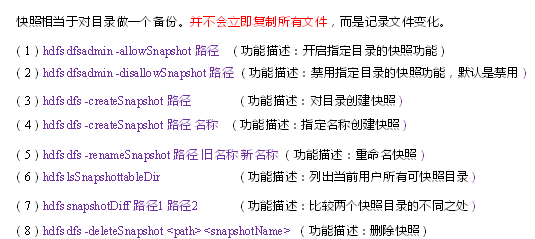 快照相当于对目录做一个备份。并不会立即复制所有文件，而是记录文件变化。
（1）hdfs dfsadmin -allowSnapshot 路径 （功能描述：开启指定目录的快照功能）
（2）hdfs dfsadmin -disallowSnapshot 路径 （功能描述：禁用指定目录的快照功能，默认是禁用）
（3）hdfs dfs -createSnapshot 路径 （功能描述：对目录创建快照）
（4）hdfs dfs -createSnapshot 路径 名称 （功能描述：指定名称创建快照）
（5）hdfs dfs -renameSnapshot 路径 旧名称 新名称 （功能描述：重命名快照）
（6）hdfs lsSnapshottableDir （功能描述：列出当前用户所有可快照目录）
（7）hdfs snapshotDiff 路径1 路径2 （功能描述：比较两个快照目录的不同之处）
（8）hdfs dfs -deleteSnapshot <path> <snapshotName> （功能描述：删除快照）